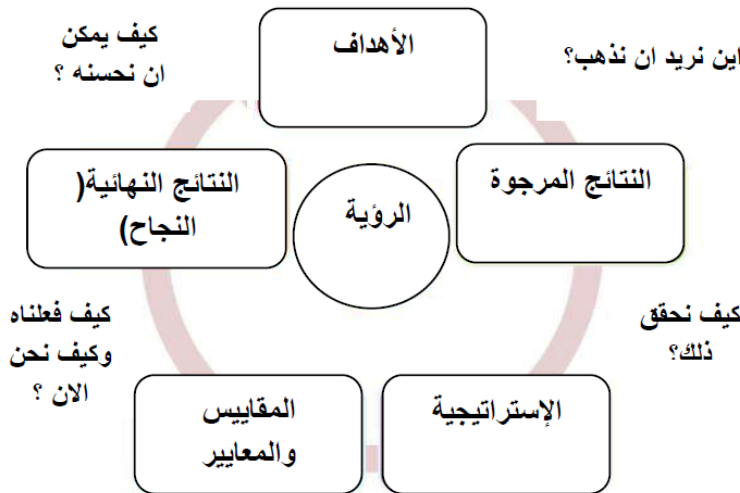 الأهداف
اين نريد ان نذهب؟
كيف يمكن
ان نحسنه ؟
النتائج المرجوة
الرؤية
النتائج النهائية(
النجاح)
كيف نحقق
ذلك؟
كيف فعلناه
وكيف نحن
الان ؟
الإستراتيجية
المقاييس
والمعايير